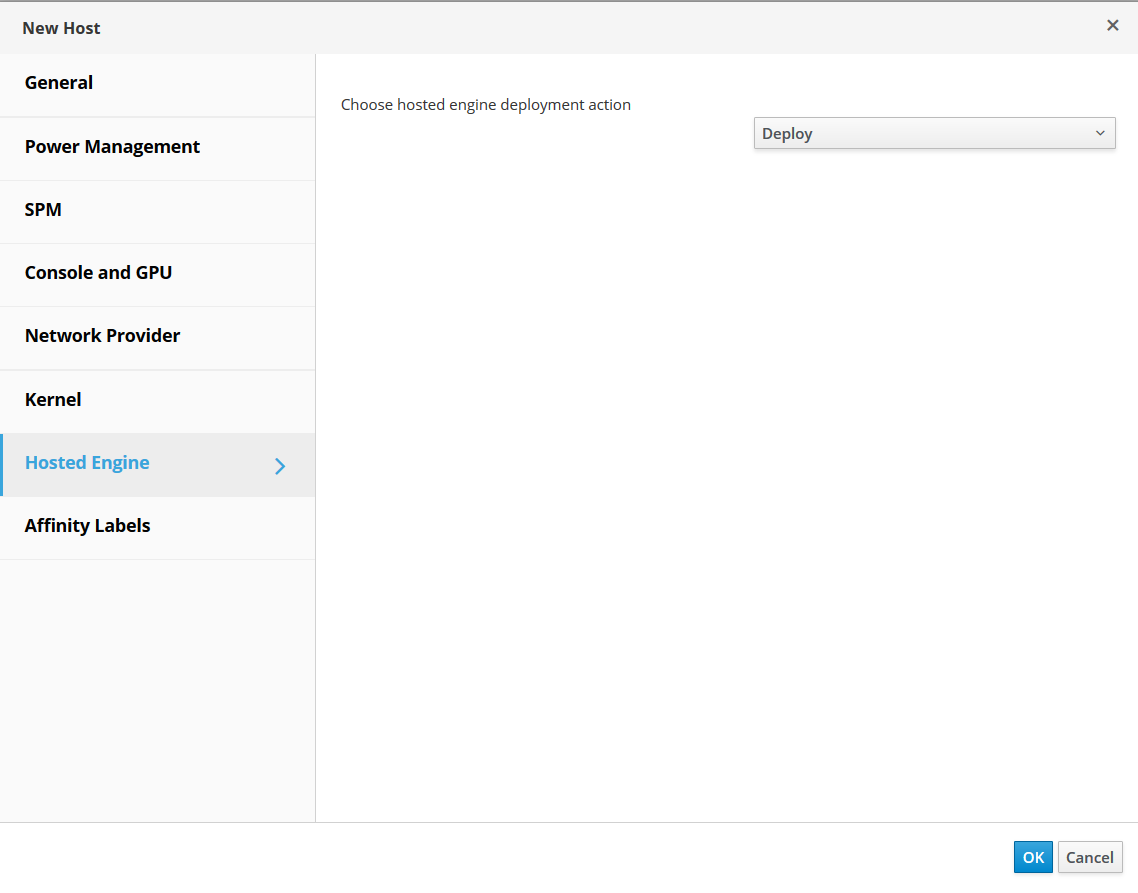 New Host
General
Power Management
SPM
Console and GPU
Network Provider
Kernel
Hosted Engine
Affinity Labels
Choose hosted engine deployment action
Deploy
OK
Cancel